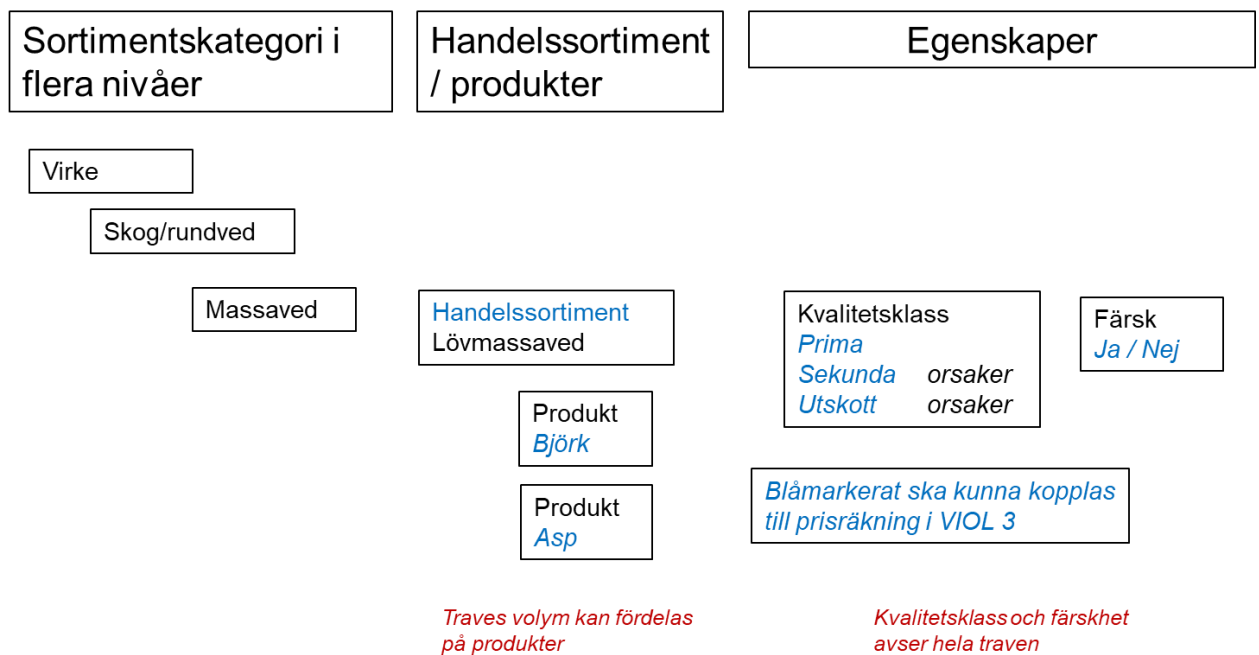 Sortimentskategori i
flera nivåer
Handelssortiment
/ produkter
Egenskaper
Virke
Skog/rundved
Massaved
Handelssortiment
Lövmassaved
Produkt
Björk
Produkt
Asp
Kvalitetsklass
Prima
Sekunda orsaker
Utskott orsaker
Färsk
Ja / Nej
Blåmarkerat ska kunna kopplas
till prisräkning i VIOL 3
Traves volym kan fördelas
på produkter
Kvalitetsklass och färskhet
avser hela traven